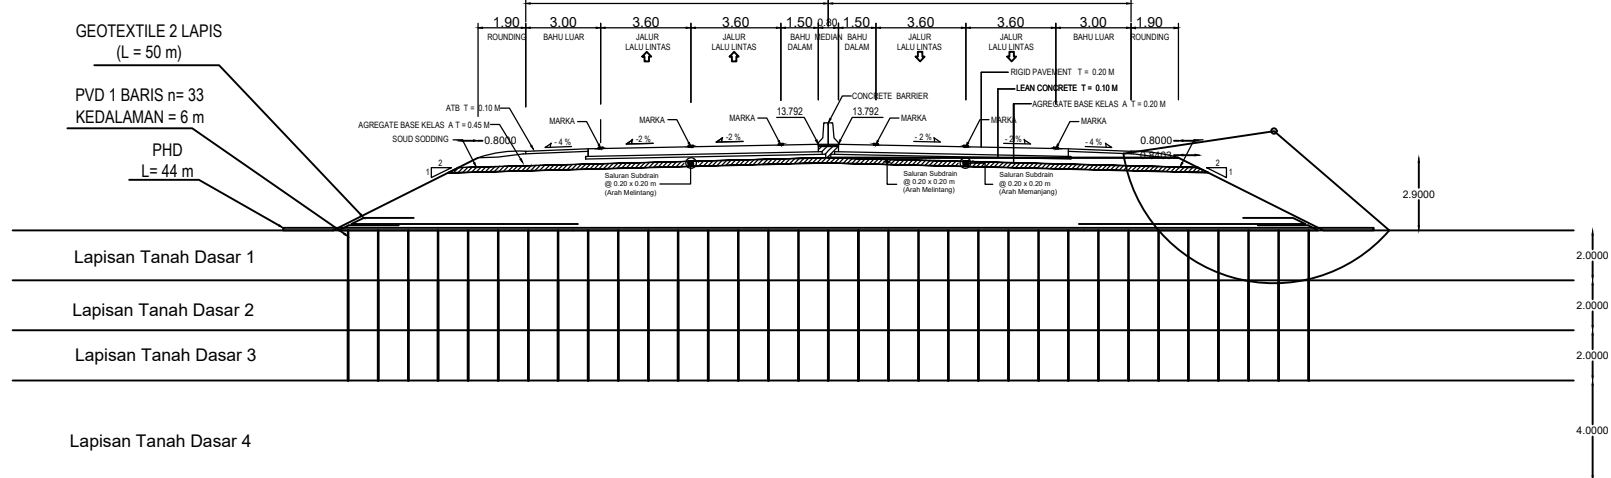 1.90 3.00 3.60 3.60 1.50 0.80 1.50 3.60 3.60 3.00 1.90
ROUNDING BAHU LUAR JALUR LALU LINTAS JALUR LALU LINTAS BAHU DALAM MEDIAN BAHU DALAM JALUR LALU LINTAS JALUR LALU LINTAS BAHU LUAR ROUNDING
GEOTEXTILE 2 LAPIS
(L = 50 m)
PVD 1 BARIS n= 33
KEDALAMAN = 6 m
PHD
L= 44 m
RIGID PAVEMENT T = 0.20 M
LEAN CONCRETE T = 0.10 M
AGREGATE BASE KELAS A T = 0.20 M
CONCRETE BARRIER
ATB T = 0.10 M
AGREGATE BASE KELAS A T = 0.45 M
SOUD SODDING
0.8000
MARKA MARKA MARKA MARKA MARKA MARKA
13.792 13.792
-4 % -2 % -2 % -2 % -2 % -4 %
0.8000
2
1
2
1
Saluran Subdrain
@ 0.20 x 0.20 m
(Arah Melintang)
Saluran Subdrain
@ 0.20 x 0.20 m
(Arah Melintang)
Saluran Subdrain
@ 0.20 x 0.20 m
(Arah Memanjang)
2.9000
Lapisan Tanah Dasar 1
2.0000
Lapisan Tanah Dasar 2
2.0000
Lapisan Tanah Dasar 3
2.0000
Lapisan Tanah Dasar 4
4.0000